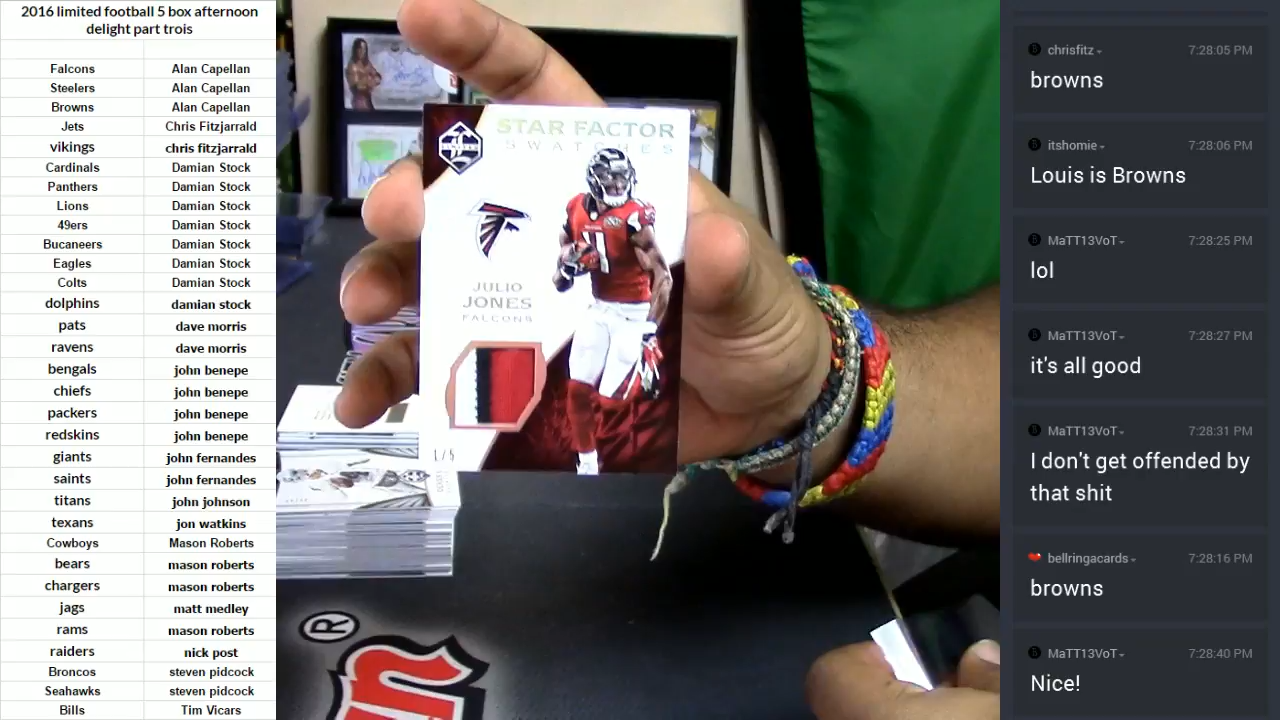 2016 limited football 5 box afternoon
delight part trois
Falcons Alan Capellan
Steelers Alan Capellan
Browns Alan Capellan
Jets Chris Fitzjarrald
vikings chris fitzjarrald
Cardinals Damian Stock
Panthers Damian Stock
Lions Damian Stock
49ers Damian Stock
Bucaneers Damian Stock
Eagles Damian Stock
Colts Damian Stock
dolphins damian stock
pats dave morris
ravens dave morris
bengals john benepe
chiefs john benepe
packers john benepe
redskins john benepe
giants john fernandes
saints john fernandes
titans john johnson
texans jon watkins
Cowboys Mason Roberts
bears mason roberts
chargers mason roberts
jags matt medley
rams mason roberts
raiders nick post
Broncos steven pidcock
Seahawks steven pidcock
Bills Tim Vicars
STAR FACTOR
SWATCHES
LIMITED
11
JULIO
JONES
FALCONS
1/5
®
chrisfitz 7:28:05 PM
browns
itshomie 7:28:06 PM
Louis is Browns
MaTT13VoT 7:28:25 PM
lol
MaTT13VoT 7:28:27 PM
it's all good
MaTT13VoT 7:28:31 PM
I don't get offended by
that shit
bellringacards 7:28:16 PM
browns
MaTT13VoT 7:28:40 PM
Nice!